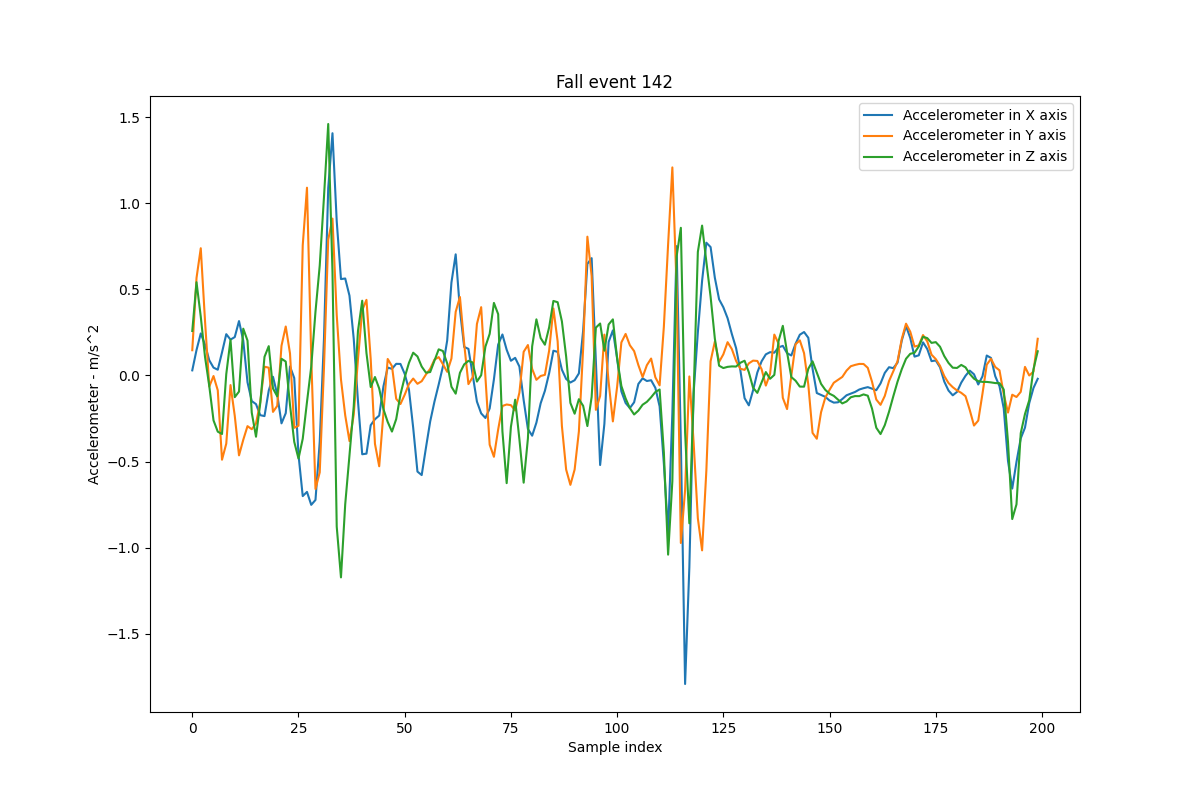 Fall event 142
Accelerometer in X axis
Accelerometer in Y axis
Accelerometer in Z axis
1.5
1.0
0.5
0.0
−0.5
−1.0
−1.5
Accelerometer - m/s^2
0 25 50 75 100 125 150 175 200
Sample index